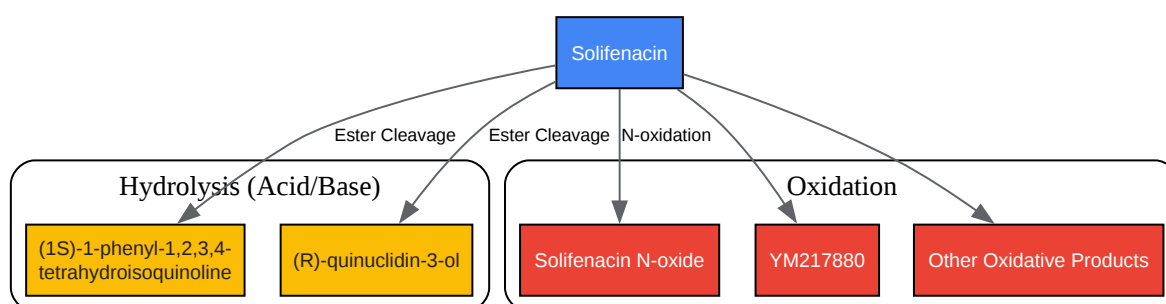 Solifenacin
Ester Cleavage
Ester Cleavage
N-oxidation
Hydrolysis (Acid/Base)
Oxidation
(1S)-1-phenyl-1,2,3,4-
tetrahydroisoquinoline
(R)-quinuclidin-3-ol
Solifenacin N-oxide
YM217880
Other Oxidative Products